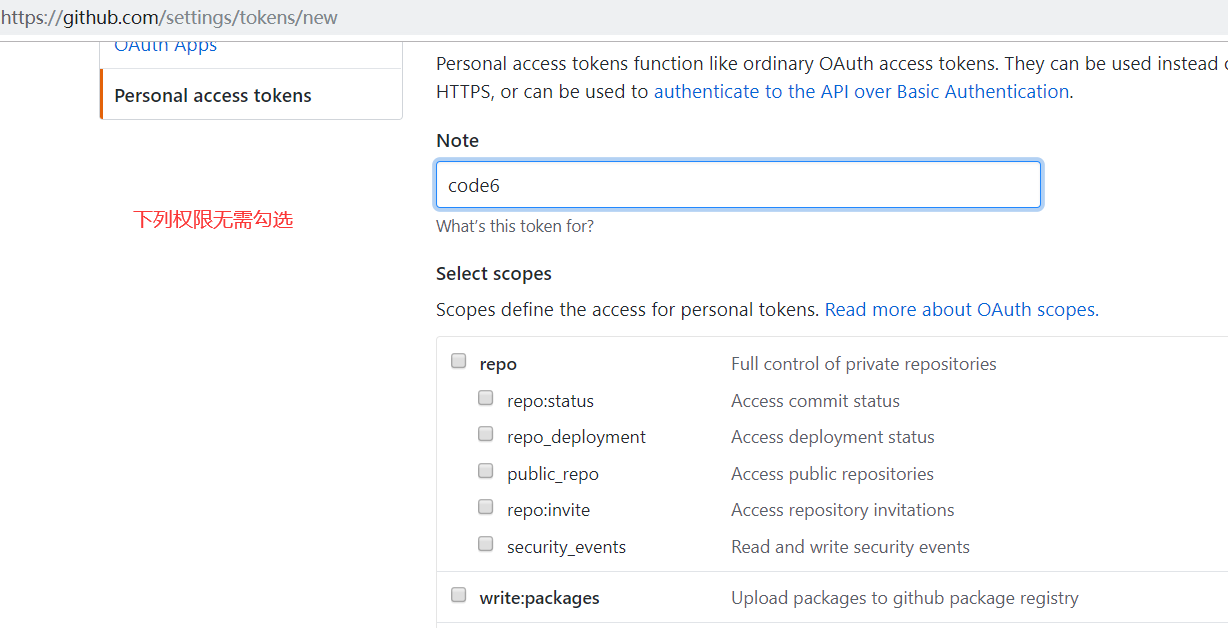 https://github.com/settings/tokens/new
OAuth Apps
Personal access tokens
下列权限无需勾选
Personal access tokens function like ordinary OAuth access tokens. They can be used instead
HTTPS, or can be used to authenticate to the API over Basic Authentication.
Note
code6
What's this token for?
Select scopes
Scopes define the access for personal tokens. Read more about OAuth scopes.
repo Full control of private repositories
repo:status Access commit status
repo_deployment Access deployment status
public_repo Access public repositories
repo:invite Access repository invitations
security_events Read and write security events
write:packages Upload packages to github package registry